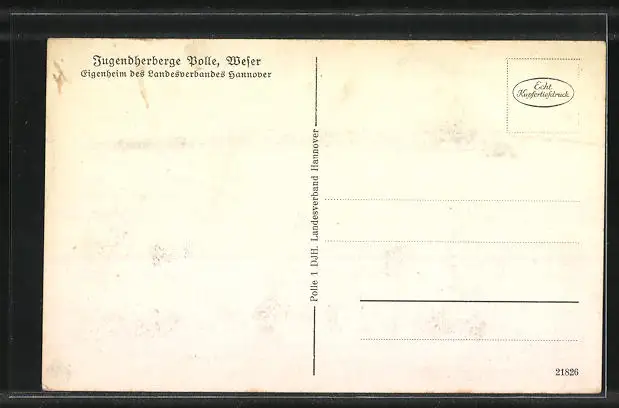 Jugendherberge Polle, Weser
Eigenheim des Landesverbandes Hannover
Polle 1 DJH. Landesverband Hannover
Echt
Kupfertiefdruck
21826